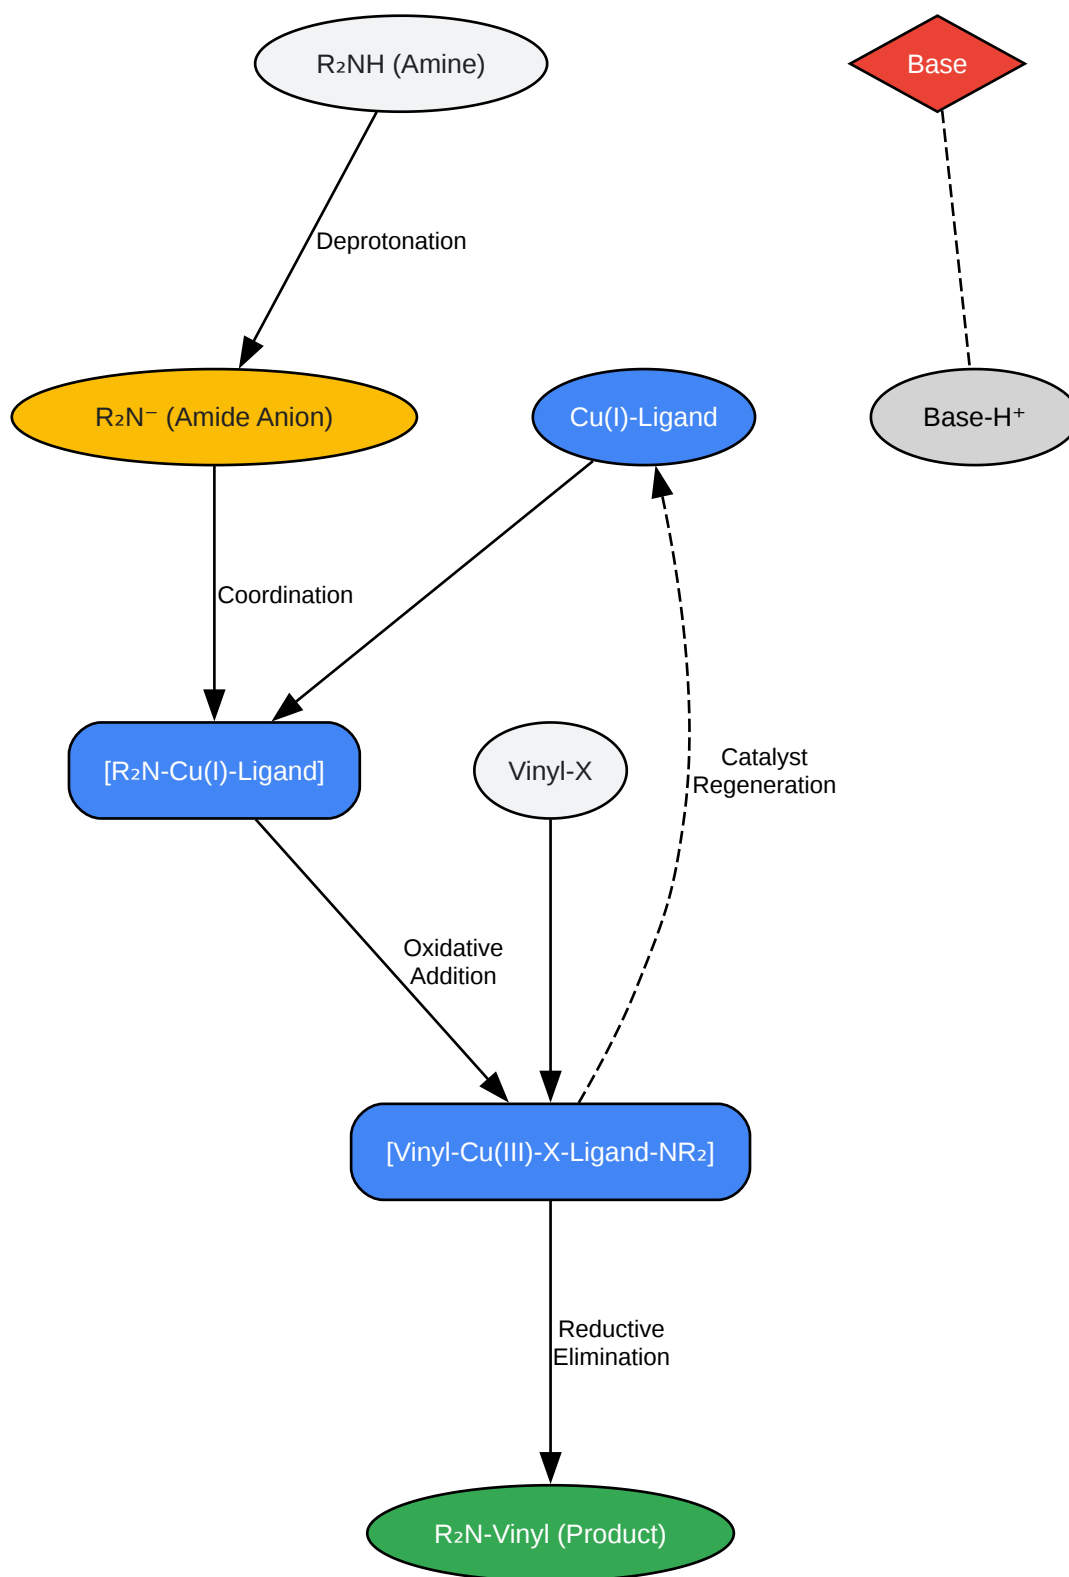 R₂NH (Amine)
Base
Deprotonation
R₂N⁻ (Amide Anion)
Cu(I)-Ligand
Base-H⁺
Coordination
[R₂N-Cu(I)-Ligand]
Vinyl-X
Catalyst
Regeneration
Oxidative
Addition
[Vinyl-Cu(III)-X-Ligand-NR₂]
Reductive
Elimination
R₂N-Vinyl (Product)